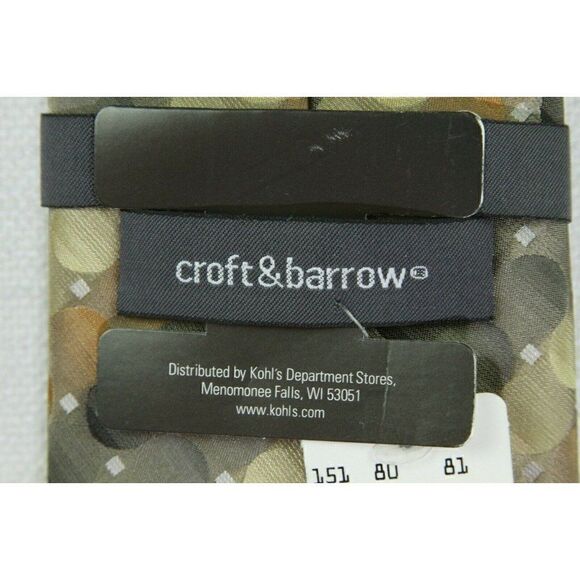 croft&barrow®
Distributed by Kohl's Department Stores,
Menomonee Falls, WI 53051
www.kohls.com
151 80 81